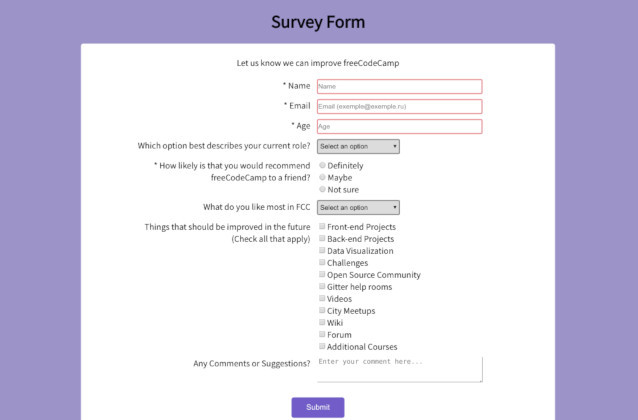 Survey Form
Let us know we can improve freeCodeCamp
* Name
Name
* Email
Email (exemple@exemple.ru)
* Age
Age
Which option best describes your current role?
Select an option
* How likely is that you would recommend
freeCodeCamp to a friend?
Definitely
Maybe
Not sure
What do you like most in FCC
Select an option
Things that should be improved in the future
(Check all that apply)
Front-end Projects
Back-end Projects
Data Visualization
Challenges
Open Source Community
Gitter help rooms
Videos
City Meetups
Wiki
Forum
Additional Courses
Any Comments or Suggestions?
Enter your comment here...
Submit